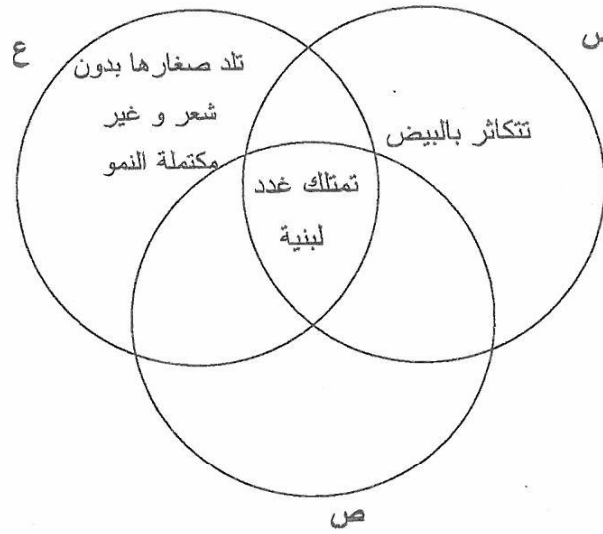 س
ع
تتكاثر بالبيض
تلد صغارها بدون
شعر و غير
مكتملة النمو
تمتلك غدد
لبنية
ص